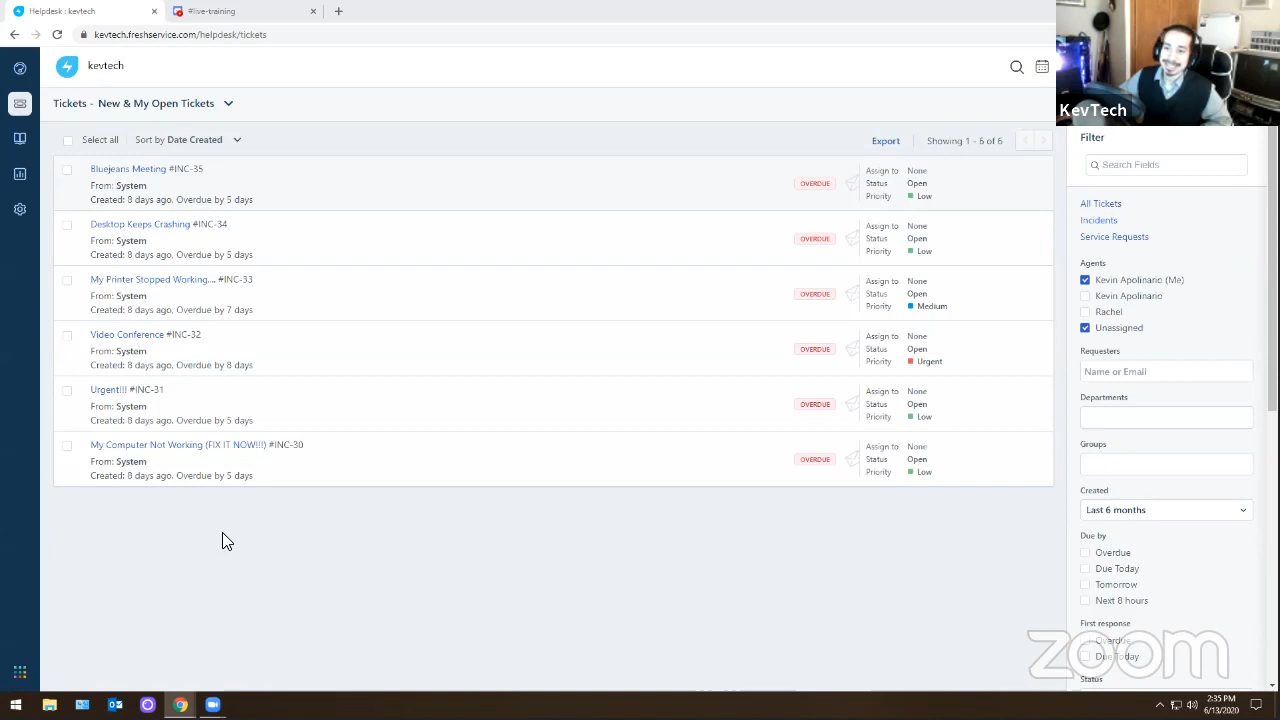 Helpdesk : kevtech
#live-training
kevtech.freshservice.com/helpdesk/tickets
kevtech
KevTech
Tickets - New & My Open Tickets
Select all
Sort by Date Created
Export
Showing 1 - 6 of 6
Bluejeans Meeting #INC-35
From: System
Created: 8 days ago, Overdue by 5 days
OVERDUE
Assign to None
Status Open
Priority Low
Desktop Keeps Crashing #INC-34
From: System
Created: 8 days ago, Overdue by 5 days
OVERDUE
Assign to None
Status Open
Priority Low
My Printer Stopped Working.... #INC-33
From: System
Created: 8 days ago, Overdue by 7 days
OVERDUE
Assign to None
Status Open
Priority Medium
Video Conference #INC-32
From: System
Created: 8 days ago, Overdue by 8 days
OVERDUE
Assign to None
Status Open
Priority Urgent
Urgent!!! #INC-31
From: System
Created: 8 days ago, Overdue by 5 days
OVERDUE
Assign to None
Status Open
Priority Low
My Computer Not Working (FIX IT NOW!!!) #INC-30
From: System
Created: 8 days ago, Overdue by 5 days
OVERDUE
Assign to None
Status Open
Priority Low
Filter
Search Fields
All Tickets
Incidents
Service Requests
Agents
Kevin Apolinario (Me)
Kevin Apolinario
Rachel
Unassigned
Requesters
Name or Email
Departments
Groups
Created
Last 6 months
Due by
Overdue
Due Today
Tomorrow
Next 8 hours
First response
Overdue
Due Today
Status
zoom
2:35 PM
6/13/2020